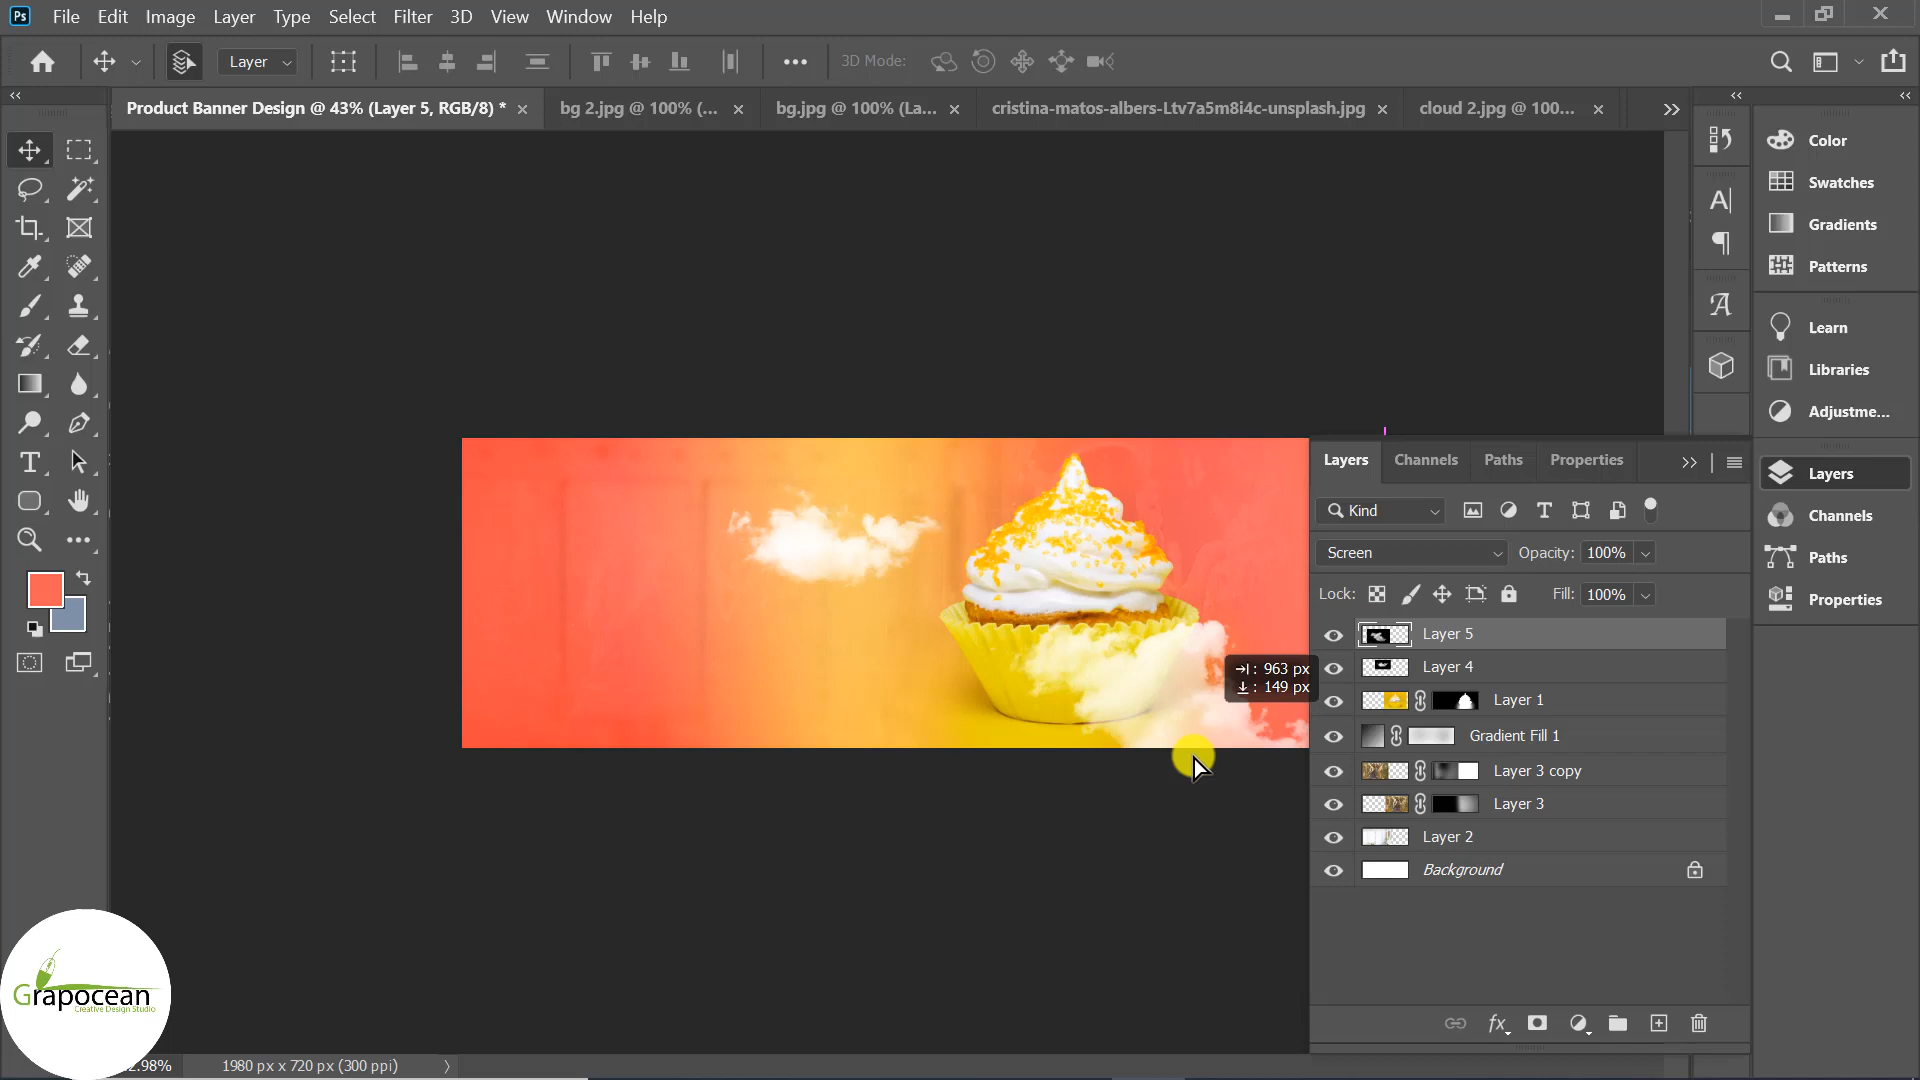 Ps File Edit Image Layer Type Select Filter 3D View Window Help
Layer 3D Mode:
Product Banner Design @ 43% (Layer 5, RGB/8) *
bg 2.jpg @ 100% (...
bg.jpg @ 100% (La...
cristina-matos-albers-Ltv7a5m8i4c-unsplash.jpg
cloud 2.jpg @ 100...
Color
Swatches
Gradients
Patterns
Learn
Libraries
Adjustme...
Layers
Channels
Paths
Properties
Layers Channels Paths Properties
Kind
Screen Opacity: 100%
Lock: Fill: 100%
Layer 5
Layer 4
Layer 1
Gradient Fill 1
Layer 3 copy
Layer 3
Layer 2
Background
fx
: 963 px
: 149 px
Grapocean
Creative Design Studio
2.98% 1980 px x 720 px (300 ppi)